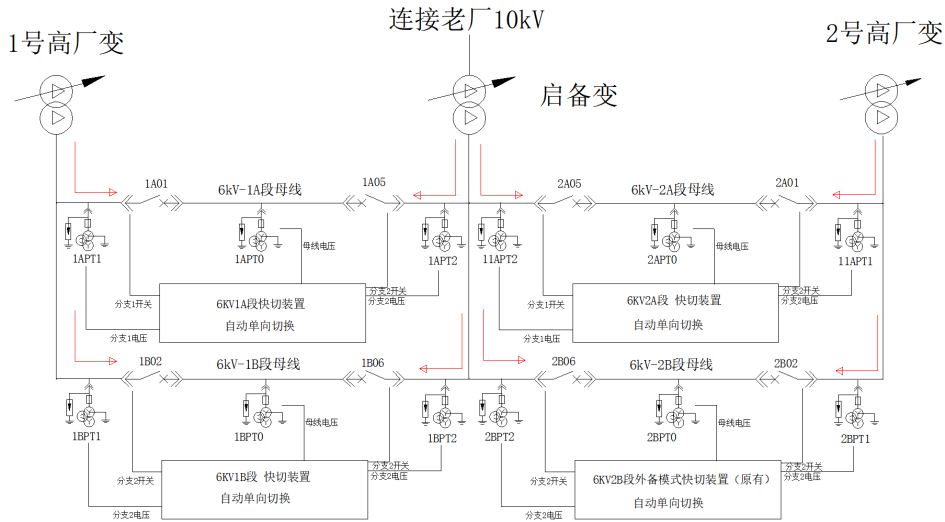 连接老厂10kV
1号高厂变
2号高厂变
启备变
1A01
6kV-1A段母线
1A05
2A05
6kV-2A段母线
2A01
母线电压
母线电压
1APT1
1APT0
1APT2
11APT2
2APT0
11APT1
分支1开关
6KV1A段快切装置
自动单向切换
分支2开关
分支2电压
分支1开关
6KV2A段 快切装置
自动单向切换
分支2开关
分支2电压
分支1电压
分支1电压
1B02
6kV-1B段母线
1B06
2B06
6kV-2B段母线
2B02
母线电压
母线电压
1BPT1
1BPT0
1BPT2
2BPT2
2BPT0
2BPT1
分支2开关
6KV1B段 快切装置
自动单向切换
分支2开关
分支2电压
分支2开关
6KV2B段外备模式快切装置（原有）
自动单向切换
分支2开关
分支2电压
分支2电压
分支2电压